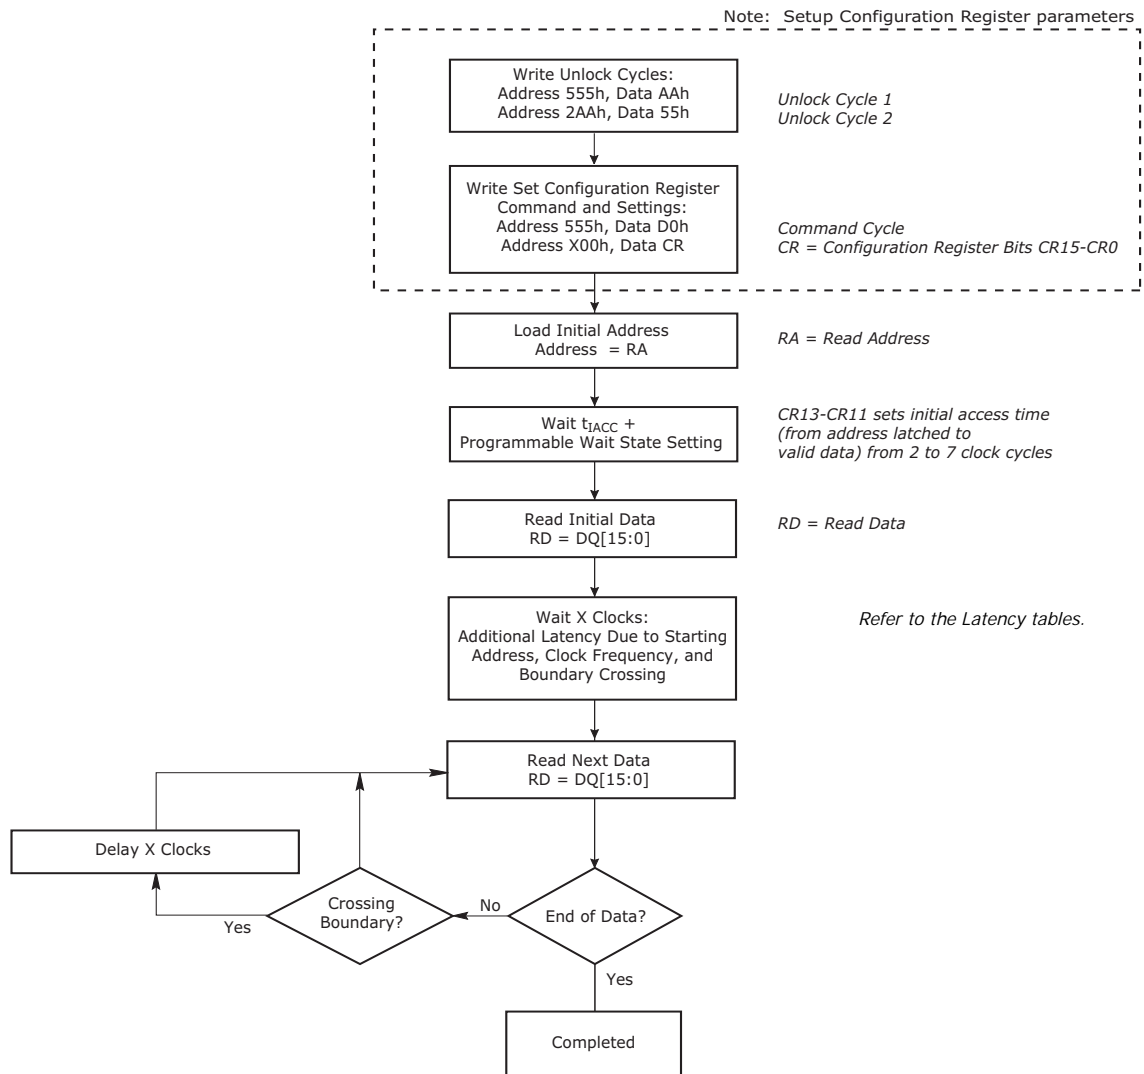 Note: Setup Configuration Register parameters
Write Unlock Cycles:
Address 555h, Data AAh
Address 2AAh, Data 55h
Unlock Cycle 1
Unlock Cycle 2
Write Set Configuration Register
Command and Settings:
Address 555h, Data D0h
Address X00h, Data CR
Command Cycle
CR = Configuration Register Bits CR15-CR0
Load Initial Address
Address = RA
RA = Read Address
Wait tIACC +
Programmable Wait State Setting
CR13-CR11 sets initial access time
(from address latched to
valid data) from 2 to 7 clock cycles
Read Initial Data
RD = DQ[15:0]
RD = Read Data
Wait X Clocks:
Additional Latency Due to Starting
Address, Clock Frequency, and
Boundary Crossing
Refer to the Latency tables.
Read Next Data
RD = DQ[15:0]
Delay X Clocks
Crossing
Boundary?
Yes
No
End of Data?
Yes
Completed